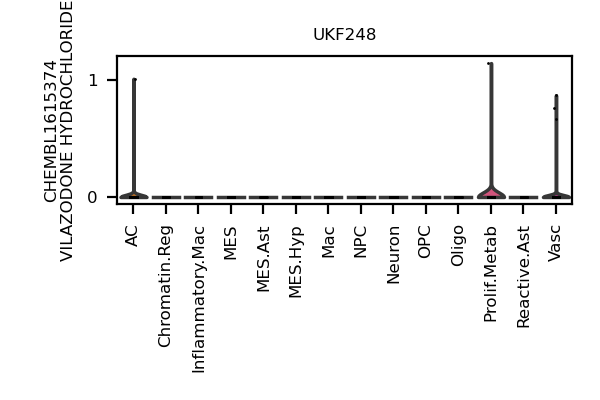 UKF248
CHEMBL1615374
VILAZODONE HYDROCHLORIDE
1
0
AC
Chromatin.Reg
Inflammatory.Mac
MES
MES.Ast
MES.Hyp
Mac
NPC
Neuron
OPC
Oligo
Prolif.Metab
Reactive.Ast
Vasc